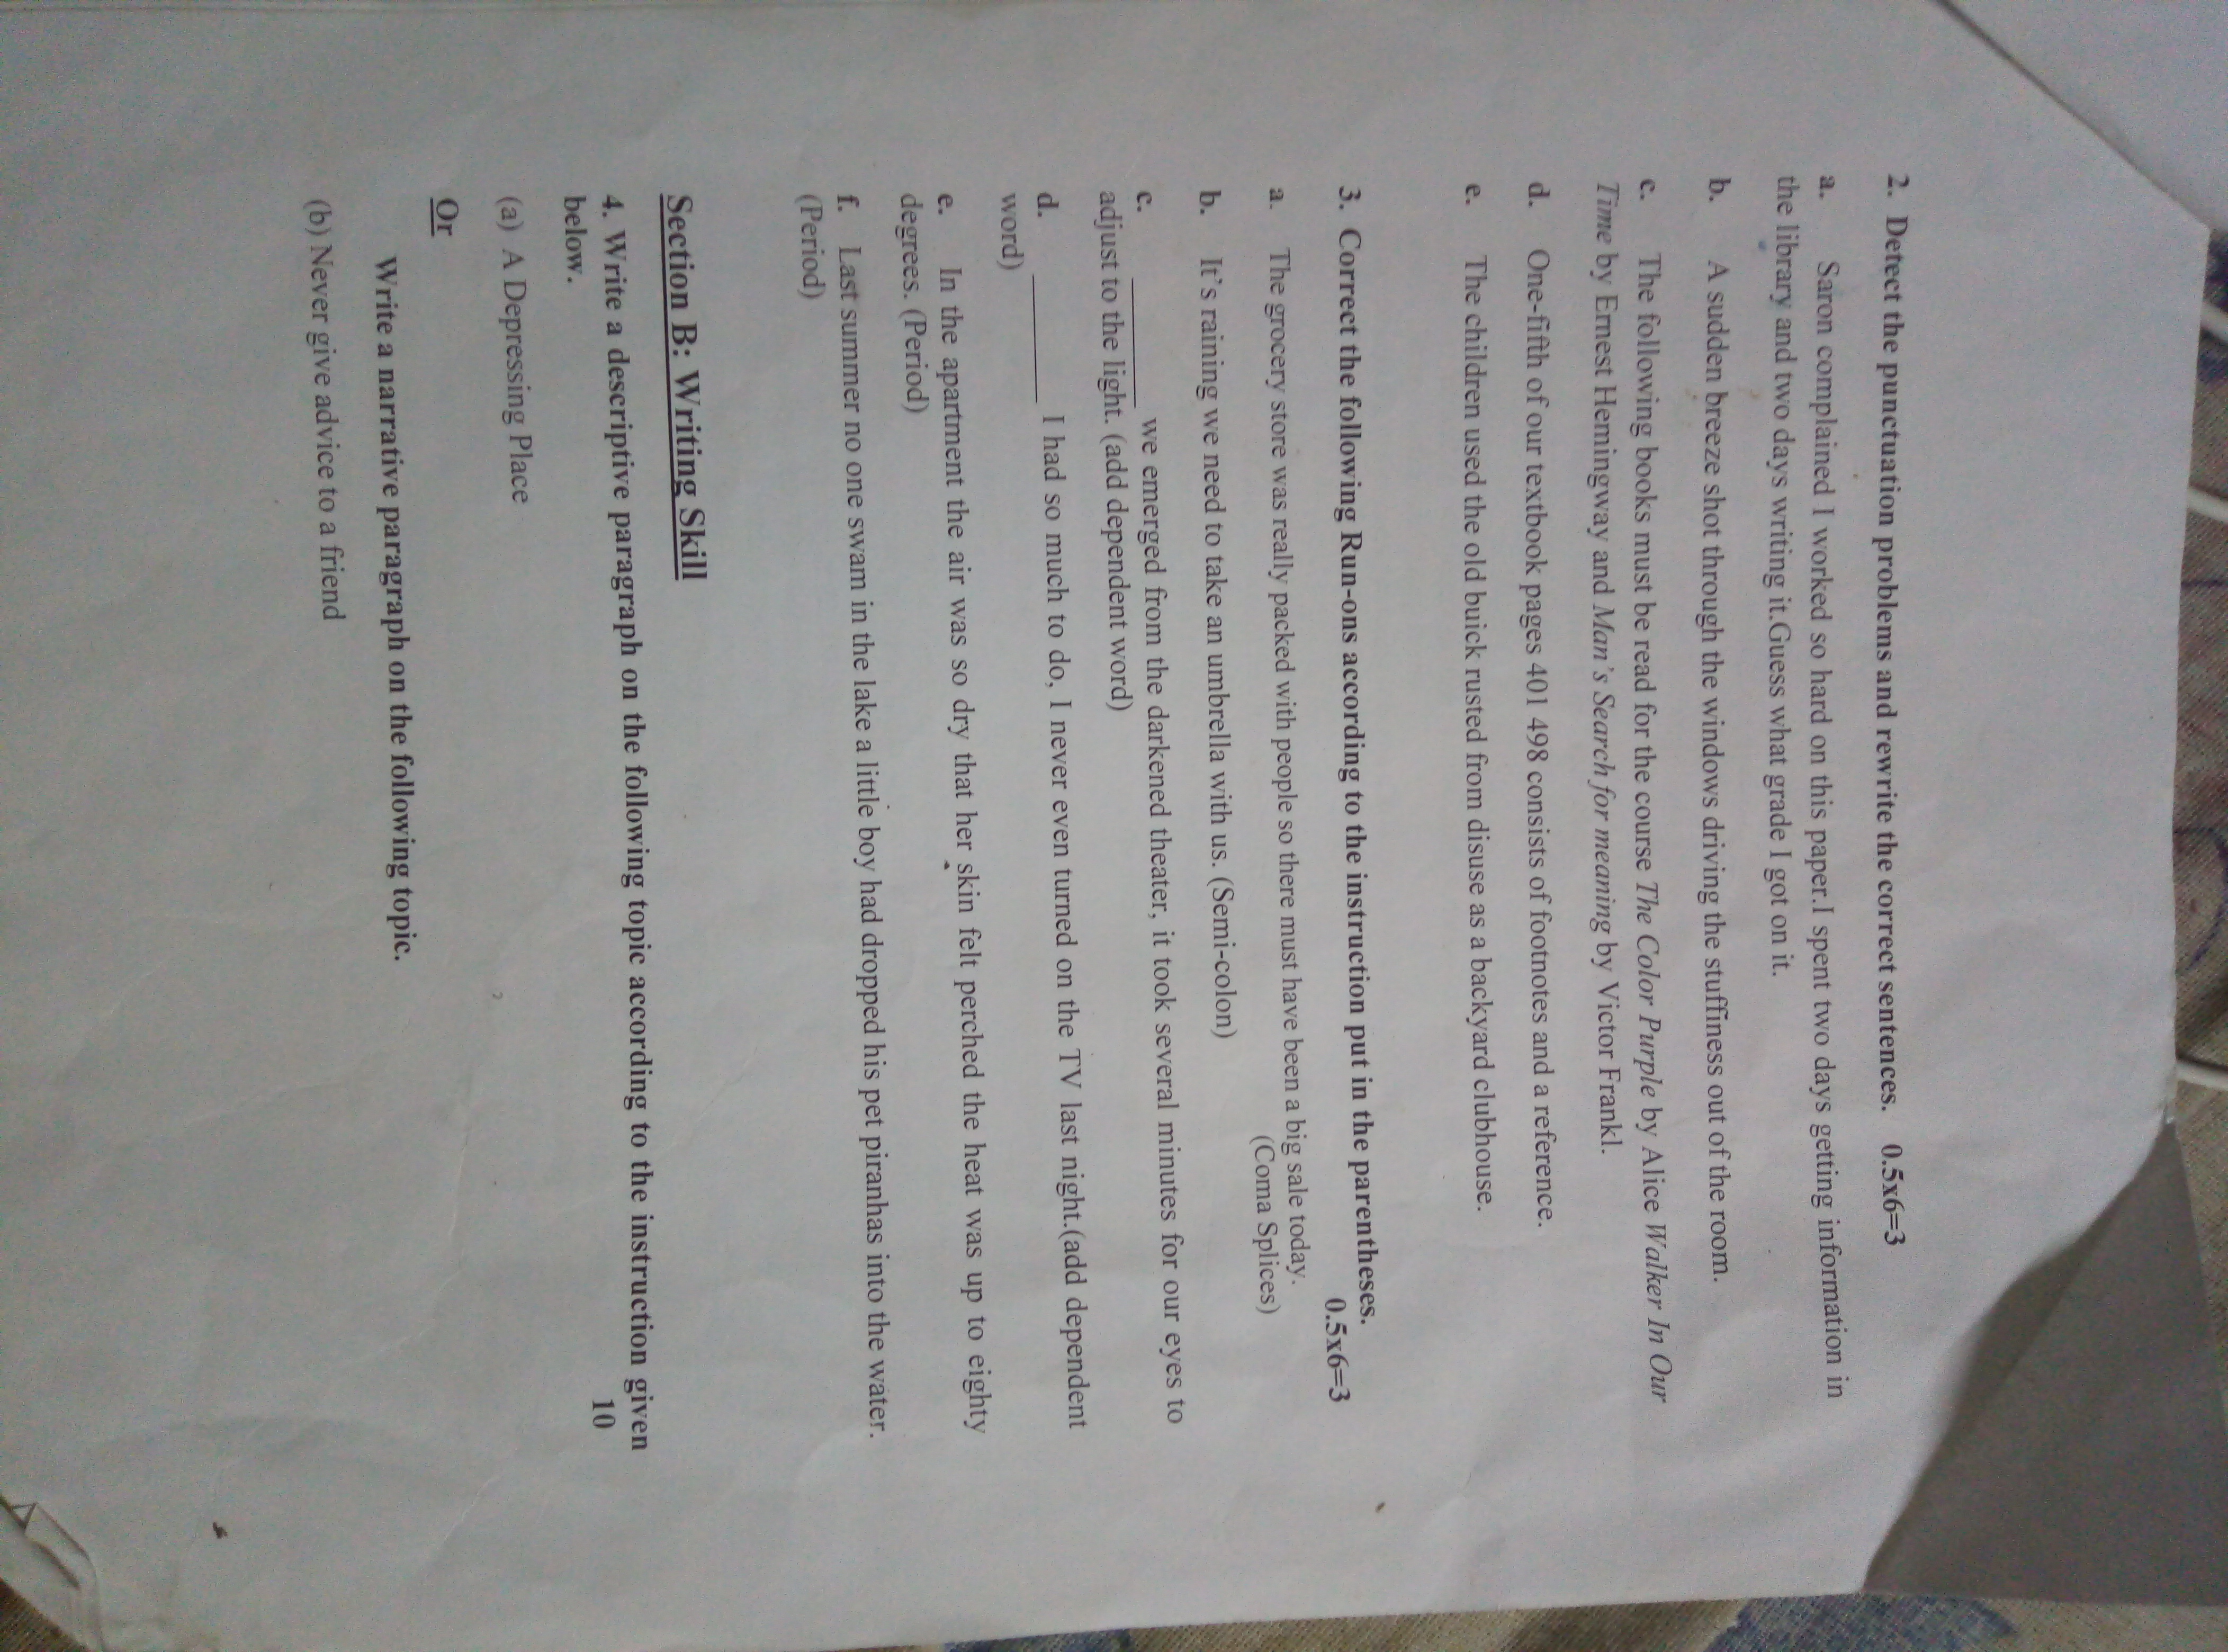 2. Detect the punctuation problems and rewrite the correct sentences. 0.5x6=3
a. Saron complained I worked so hard on this paper.I spent two days getting information in
the library and two days writing it.Guess what grade I got on it.
b. A sudden breeze shot through the windows driving the stuffiness out of the room.
c. The following books must be read for the course The Color Purple by Alice Walker In Our
Time by Ernest Hemingway and Man's Search for meaning by Victor Frankl.
d. One-fifth of our textbook pages 401 498 consists of footnotes and a reference.
e. The children used the old buick rusted from disuse as a backyard clubhouse.
3. Correct the following Run-ons according to the instruction put in the parentheses.
0.5x6=3
a. The grocery store was really packed with people so there must have been a big sale today.
(Coma Splices)
b. It's raining we need to take an umbrella with us. (Semi-colon)
c. ________ we emerged from the darkened theater, it took several minutes for our eyes to
adjust to the light. (add dependent word)
d. ________ I had so much to do, I never even turned on the TV last night.(add dependent
word)
e. In the apartment the air was so dry that her skin felt perched the heat was up to eighty
degrees. (Period)
f. Last summer no one swam in the lake a little boy had dropped his pet piranhas into the water.
(Period)
Section B: Writing Skill
4. Write a descriptive paragraph on the following topic according to the instruction given
below. 10
(a) A Depressing Place
Or
Write a narrative paragraph on the following topic.
(b) Never give advice to a friend